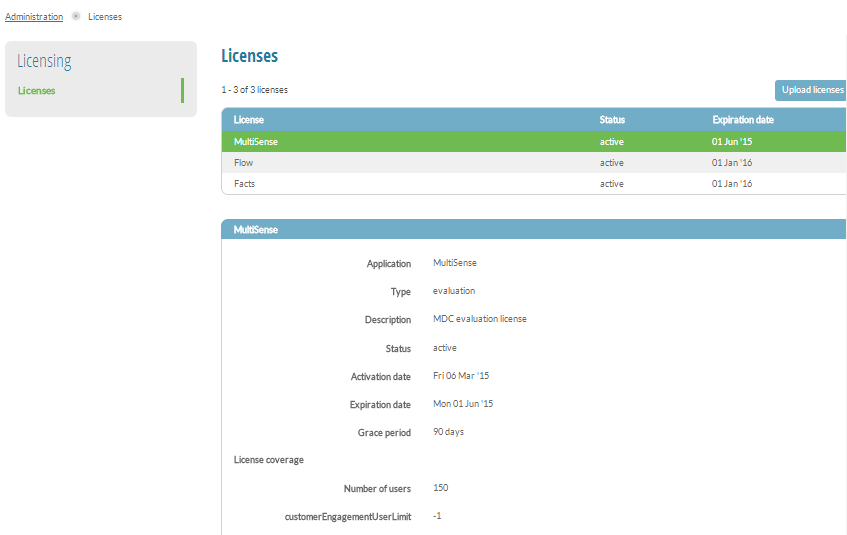 Administration Licenses
Licensing
Licenses
Licenses
1 - 3 of 3 licenses
Upload licenses
License Status Expiration date
MultiSense active 01 Jun '15
Flow active 01 Jan '16
Facts active 01 Jan '16
MultiSense
Application MultiSense
Type evaluation
Description MDC evaluation license
Status active
Activation date Fri 06 Mar '15
Expiration date Mon 01 Jun '15
Grace period 90 days
License coverage
Number of users 150
customerEngagementUserLimit -1